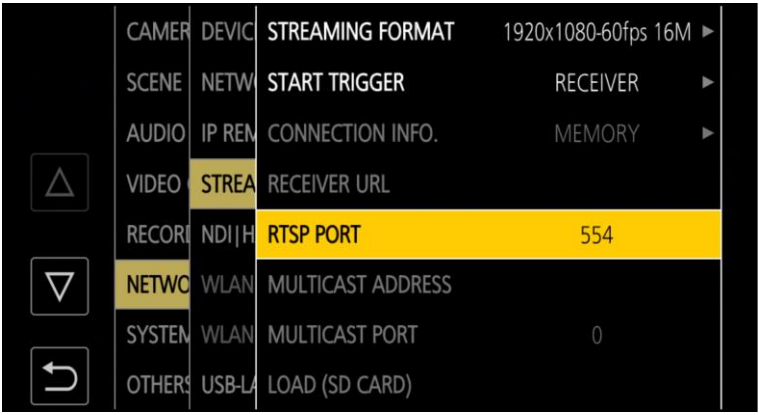 CAMER DEVIC STREAMING FORMAT 1920x1080-60fps 16M
SCENE NETW START TRIGGER RECEIVER
AUDIO IP REM CONNECTION INFO. MEMORY
VIDEO STREA RECEIVER URL
RECORD NDI|H RTSP PORT 554
NETWO WLAN MULTICAST ADDRESS
SYSTEM WLAN MULTICAST PORT 0
OTHERS USB-LA LOAD (SD CARD)